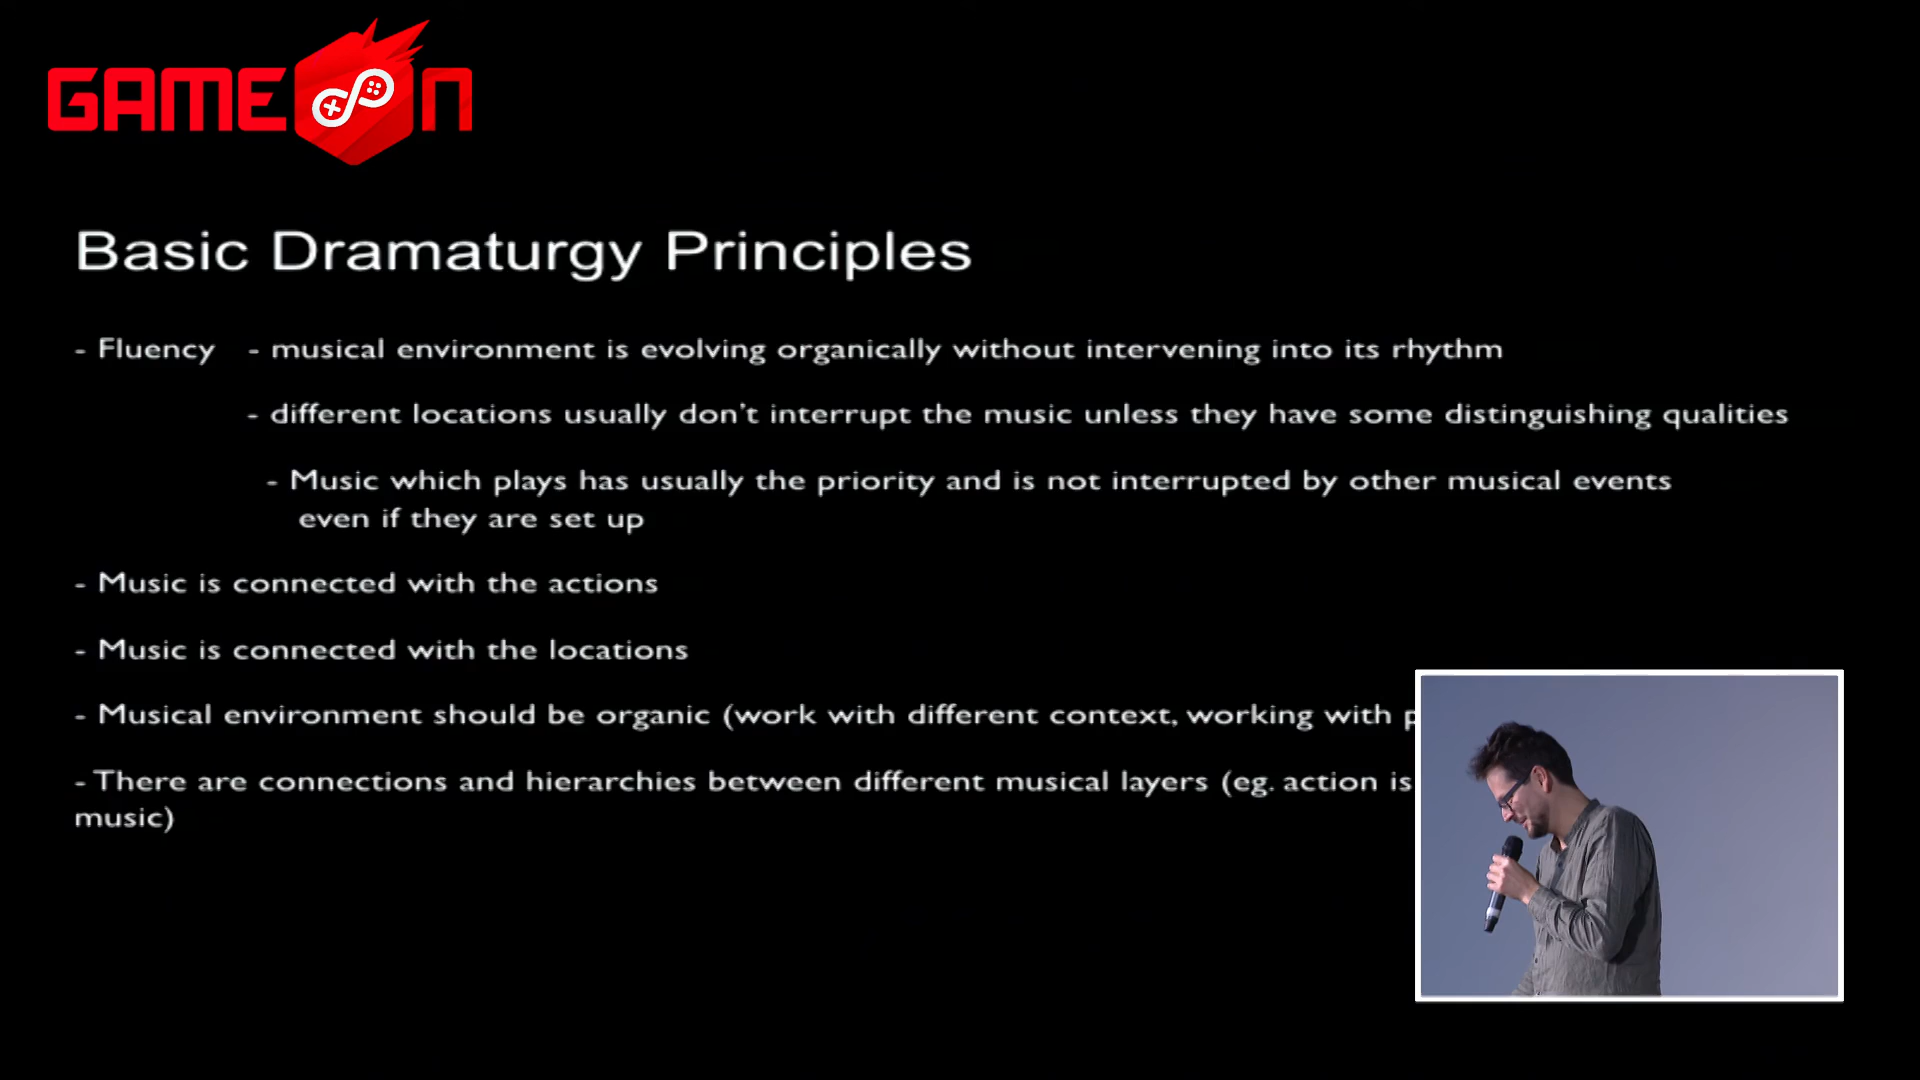 GAME ON
Basic Dramaturgy Principles
- Fluency - musical environment is evolving organically without intervening into its rhythm
- different locations usually don't interrupt the music unless they have some distinguishing qualities
- Music which plays has usually the priority and is not interrupted by other musical events
even if they are set up
- Music is connected with the actions
- Music is connected with the locations
- Musical environment should be organic (work with different context, working with
- There are connections and hierarchies between different musical layers (eg. action is
music)